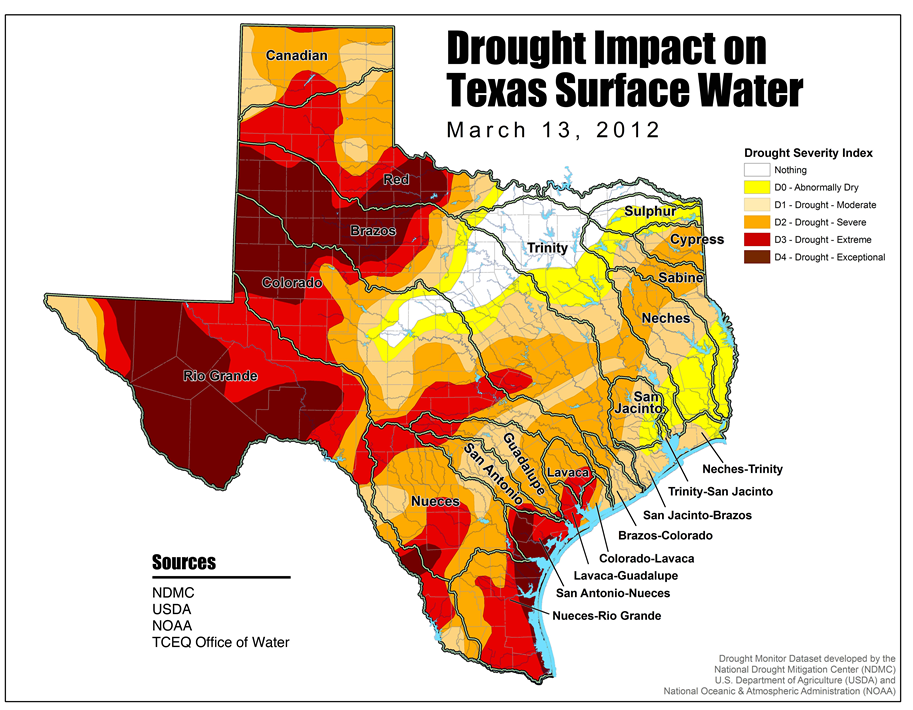 Drought Impact on
Texas Surface Water
March 13, 2012
Drought Severity Index
Nothing
D0 - Abnormally Dry
D1 - Drought - Moderate
D2 - Drought - Severe
D3 - Drought - Extreme
D4 - Drought - Exceptional
Canadian
Red
Brazos
Colorado
Rio Grande
Trinity
Sulphur
Cypress
Sabine
Neches
San
Jacinto
Guadalupe
San Antonio
Lavaca
Nueces
Neches-Trinity
Trinity-San Jacinto
San Jacinto-Brazos
Brazos-Colorado
Colorado-Lavaca
Lavaca-Guadalupe
San Antonio-Nueces
Nueces-Rio Grande
Sources
NDMC
USDA
NOAA
TCEQ Office of Water
Drought Monitor Dataset developed by the
National Drought Mitigation Center (NDMC)
U.S. Department of Agriculture (USDA) and
National Oceanic & Atmospheric Administration (NOAA)